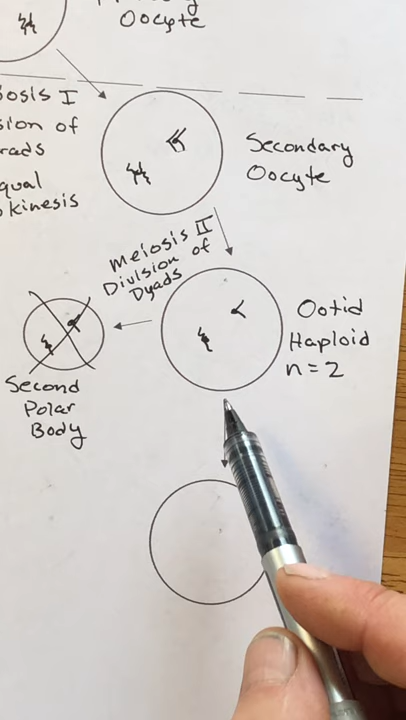 Oocyte
osis I
sion of
rads
qual
kinesis
Secondary
Oocyte
Meiosis II
Division of
Dyads
Ootid
Haploid
n=2
Second
Polar
Body